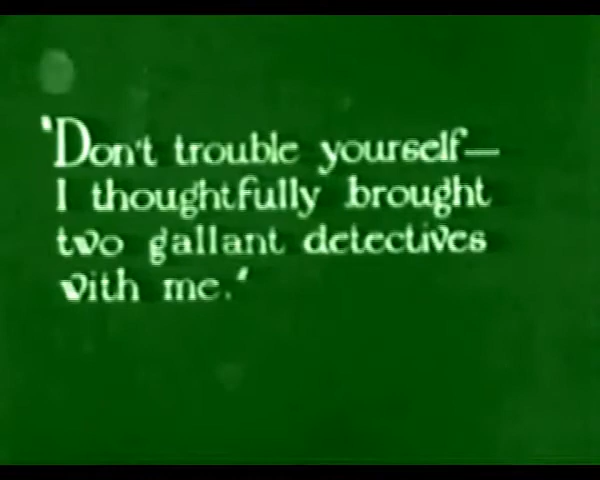 "Don't trouble yourself—
I thoughtfully brought
two gallant detectives
with me."